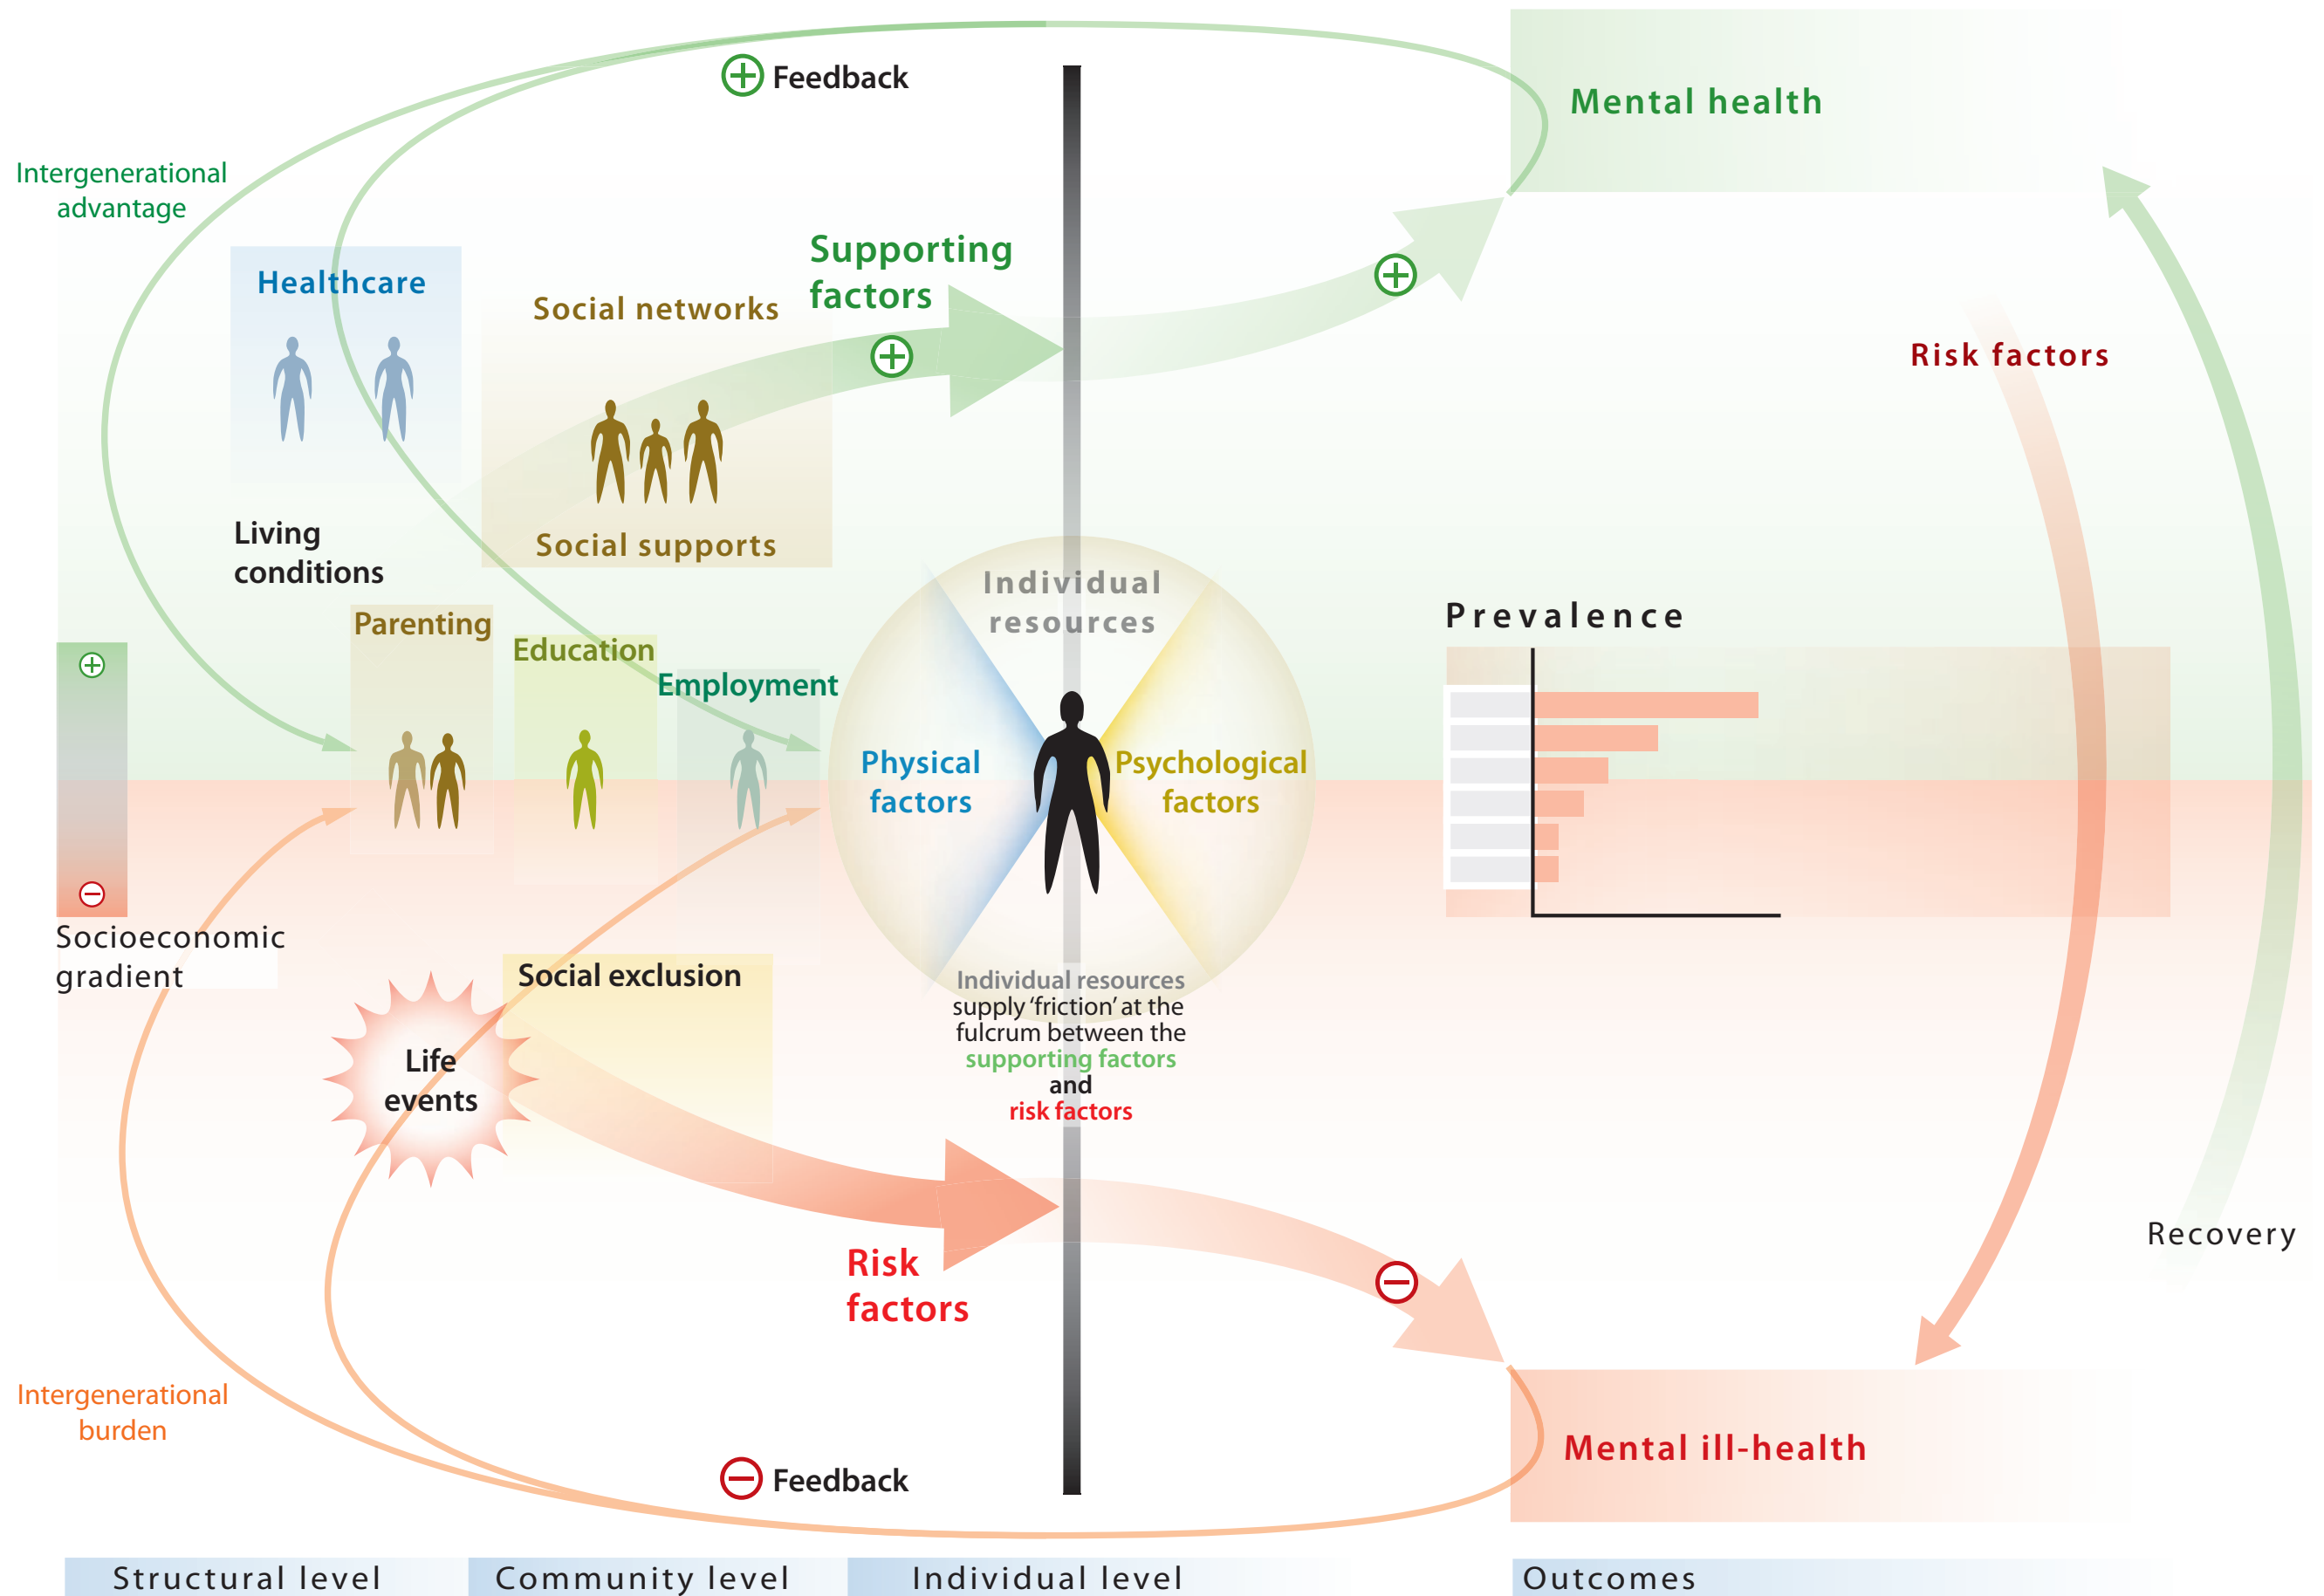 Feedback
Mental health
Intergenerational
advantage
Supporting
factors
Healthcare
Social networks
Risk factors
Living
conditions
Social supports
Individual
resources
Prevalence
Parenting
Education
Employment
Physical
factors
Psychological
factors
Socioeconomic
gradient
Social exclusion
Individual resources
supply 'friction' at the
fulcrum between the
supporting factors
and
risk factors
Life
events
Recovery
Risk
factors
Intergenerational
burden
Mental ill-health
Feedback
Structural level
Community level
Individual level
Outcomes